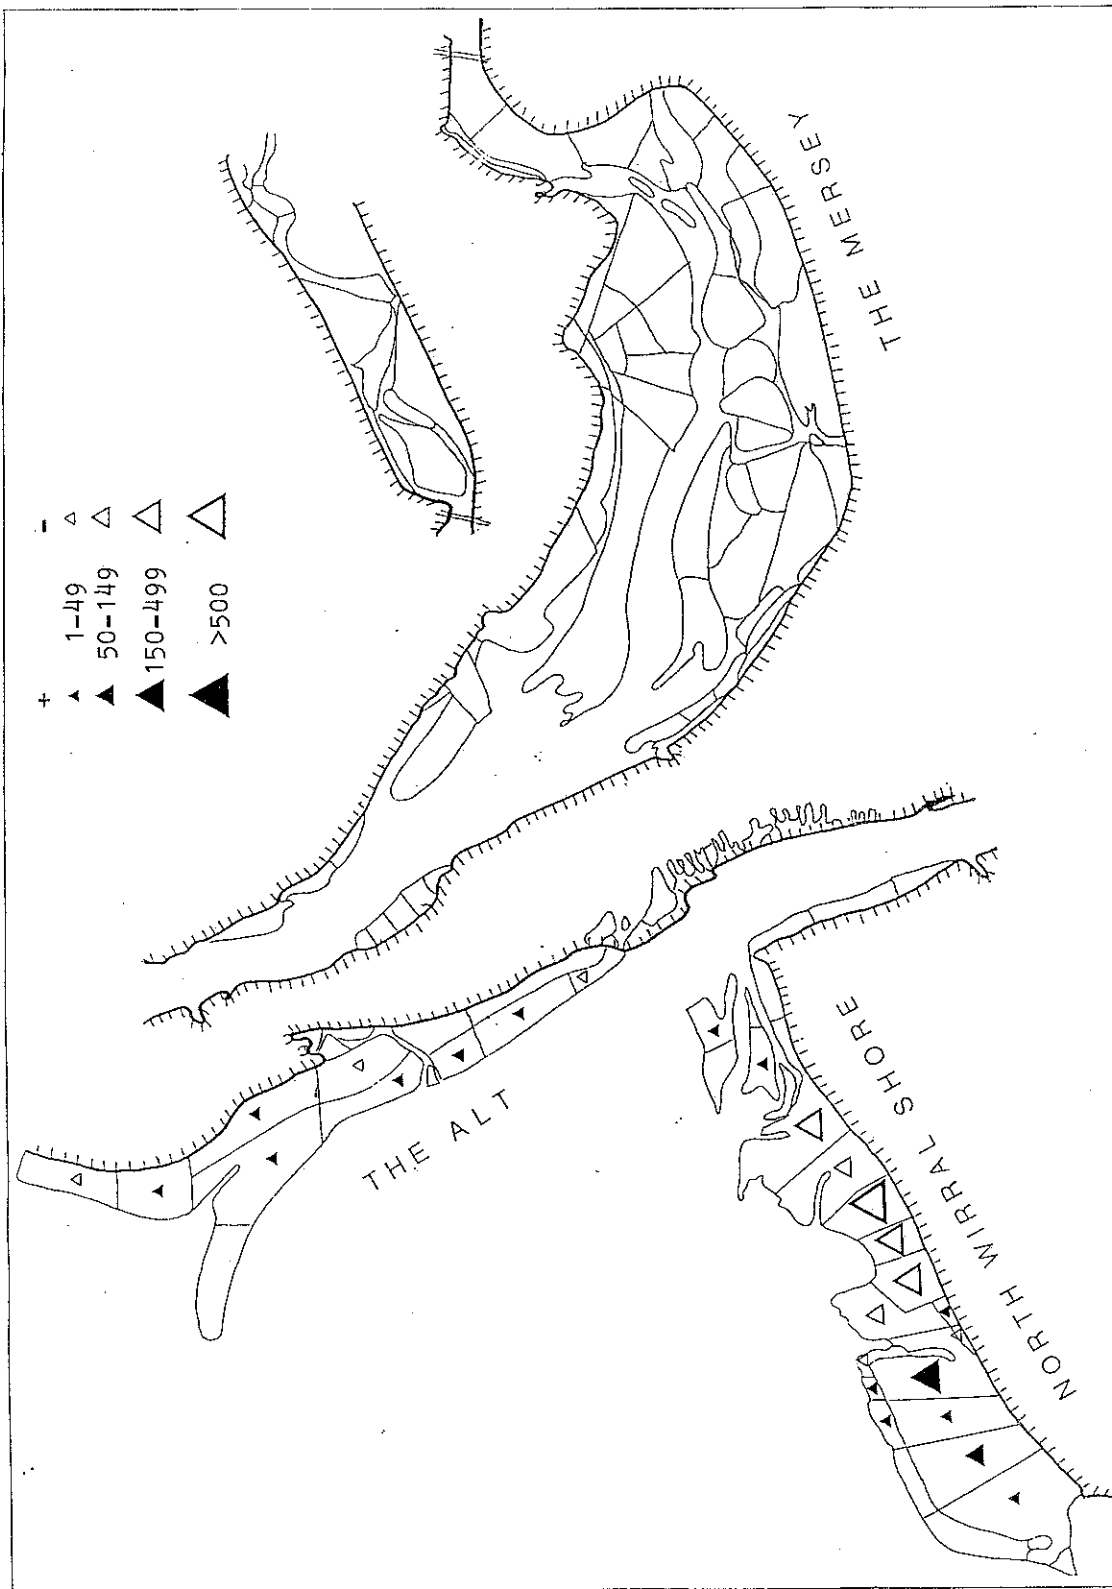 + -
1-49
50-149
150-499
>500
THE MERSEY
THE ALT
NORTH WIRRAL SHORE